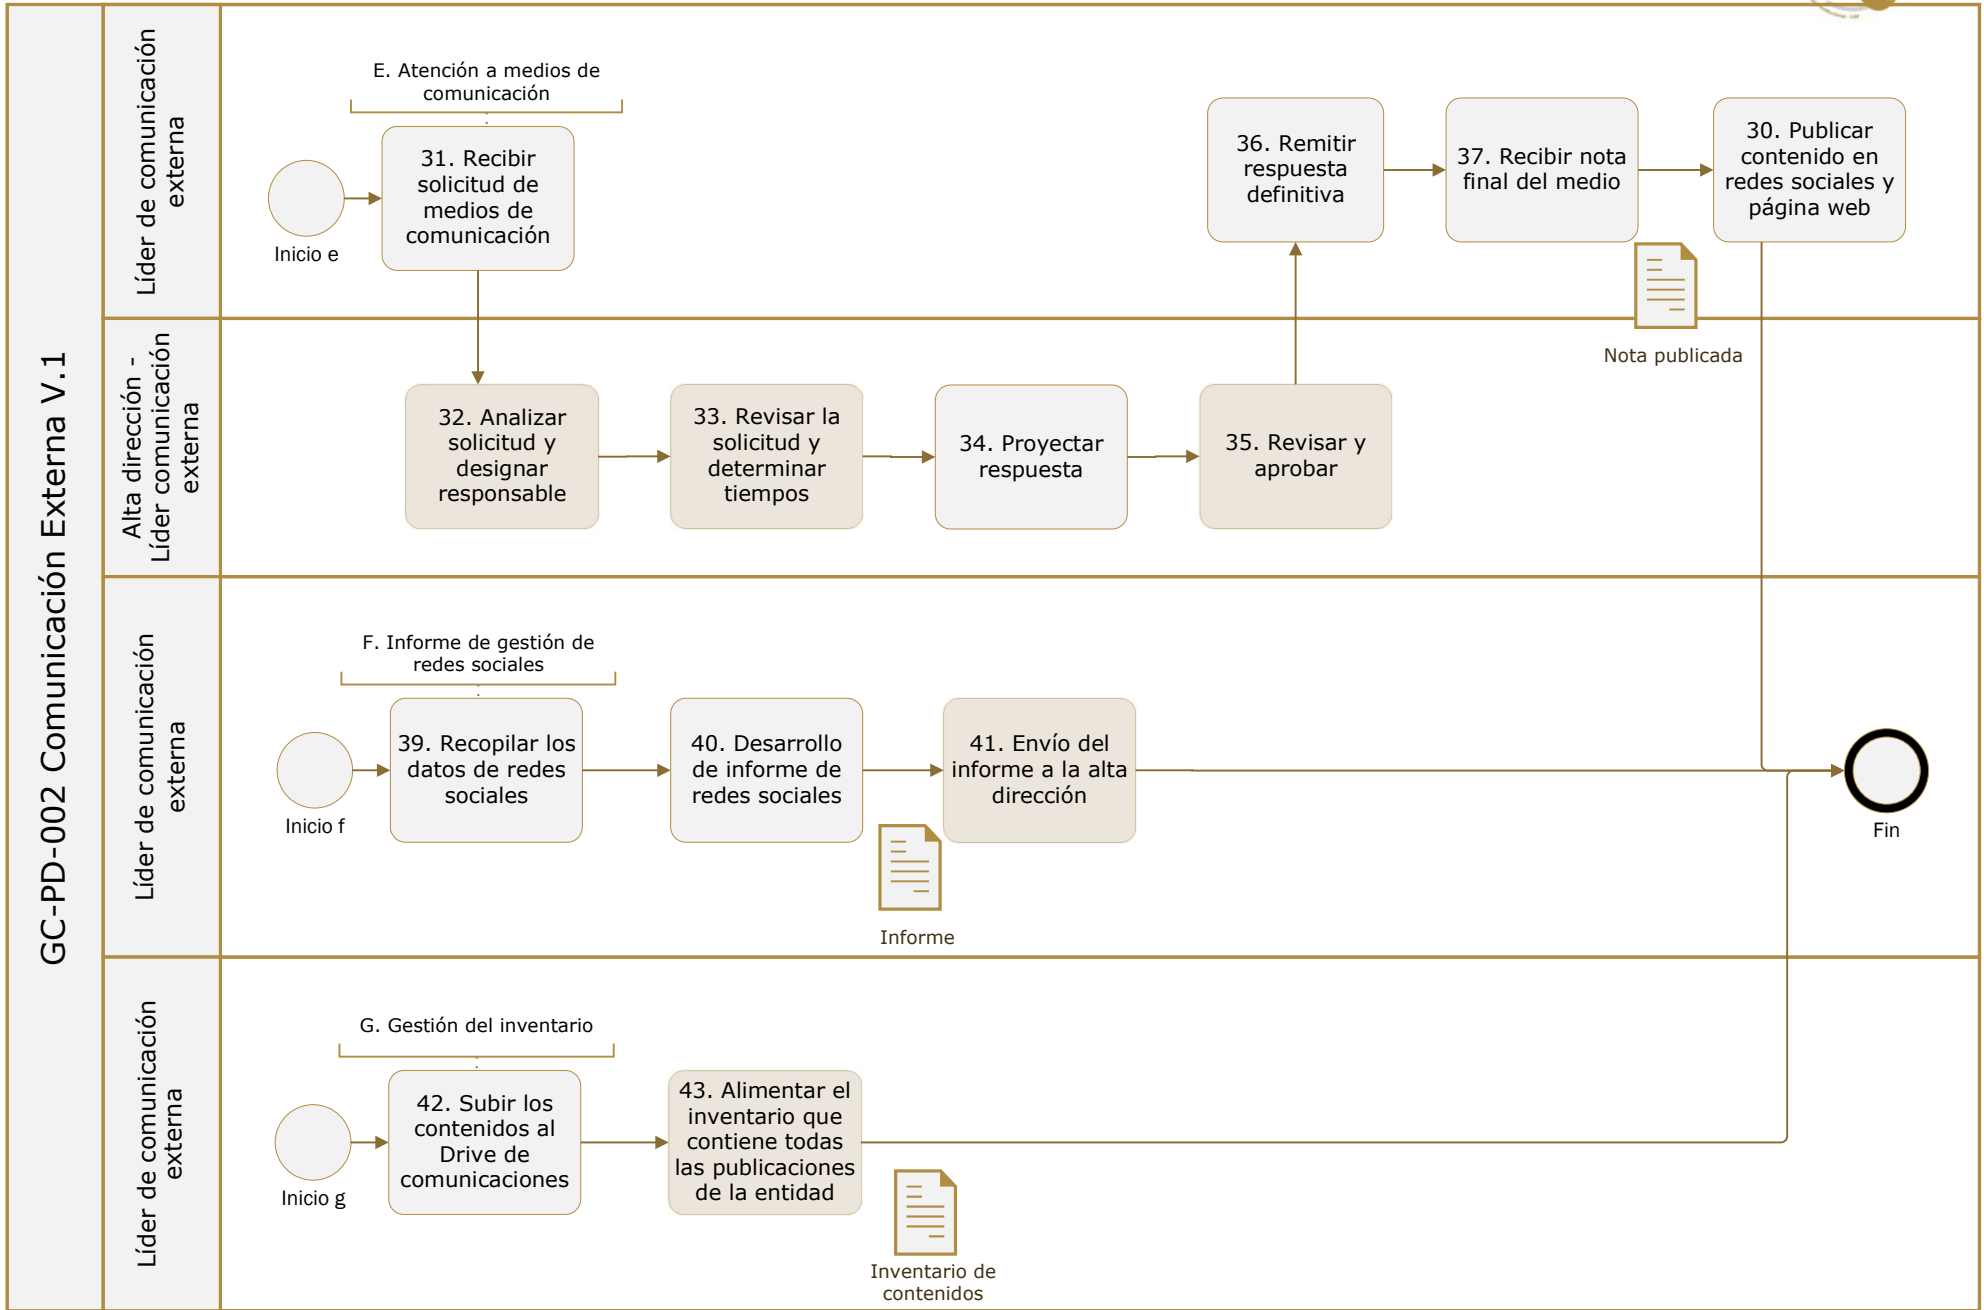 GC-PD-002 Comunicación Externa V.1
Líder de comunicación
externa
E. Atención a medios de
comunicación
Inicio e
31. Recibir
solicitud de
medios de
comunicación
36. Remitir
respuesta
definitiva
37. Recibir nota
final del medio
30. Publicar
contenido en
redes sociales y
página web
Nota publicada
Alta dirección -
Líder comunicación
externa
32. Analizar
solicitud y
designar
responsable
33. Revisar la
solicitud y
determinar
tiempos
34. Proyectar
respuesta
35. Revisar y
aprobar
Líder de comunicación
externa
F. Informe de gestión de
redes sociales
Inicio f
39. Recopilar los
datos de redes
sociales
40. Desarrollo
de informe de
redes sociales
41. Envío del
informe a la alta
dirección
Informe
Fin
Líder de comunicación
externa
G. Gestión del inventario
Inicio g
42. Subir los
contenidos al
Drive de
comunicaciones
43. Alimentar el
inventario que
contiene todas
las publicaciones
de la entidad
Inventario de
contenidos